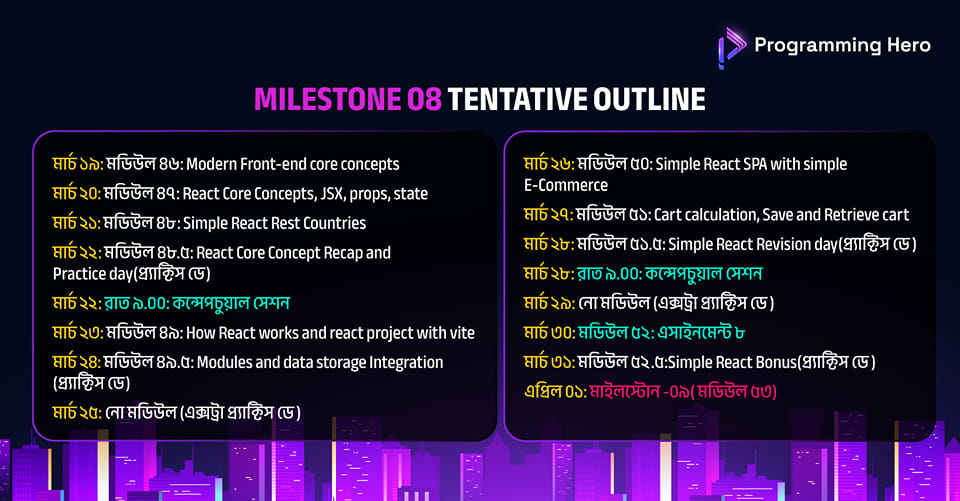 Programming Hero
MILESTONE 08 TENTATIVE OUTLINE
মার্চ ১৯: মডিউল ৪৬: Modern Front-end core concepts
মার্চ ২০: মডিউল ৪৭: React Core Concepts, JSX, props, state
মার্চ ২১: মডিউল ৪৮: Simple React Rest Countries
মার্চ ২২: মডিউল ৪৮.৫: React Core Concept Recap and
Practice day(প্র্যাক্টিস ডে)
মার্চ ২২: রাত ৯.00: কন্সেপচুয়াল সেশন
মার্চ ২৩: মডিউল ৪৯: How React works and react project with vite
মার্চ ২৪: মডিউল ৪৯.৫: Modules and data storage Integration
(প্র্যাক্টিস ডে)
মার্চ ২৫: নো মডিউল (এক্সট্রা প্র্যাক্টিস ডে )
মার্চ ২৬: মডিউল ৫0: Simple React SPA with simple
E-Commerce
মার্চ ২৭: মডিউল ৫১: Cart calculation, Save and Retrieve cart
মার্চ ২৮: মডিউল ৫১.৫: Simple React Revision day(প্র্যাক্টিস ডে )
মার্চ ২৮: রাত ৯.00: কন্সেপচুয়াল সেশন
মার্চ ২৯: নো মডিউল (এক্সট্রা প্র্যাক্টিস ডে )
মার্চ ৩0: মডিউল ৫২: এসাইনমেন্ট ৮
মার্চ ৩১: মডিউল ৫২.৫:Simple React Bonus(প্র্যাক্টিস ডে )
এপ্রিল 0১: মাইলস্টোন -0৯( মডিউল ৫৩)